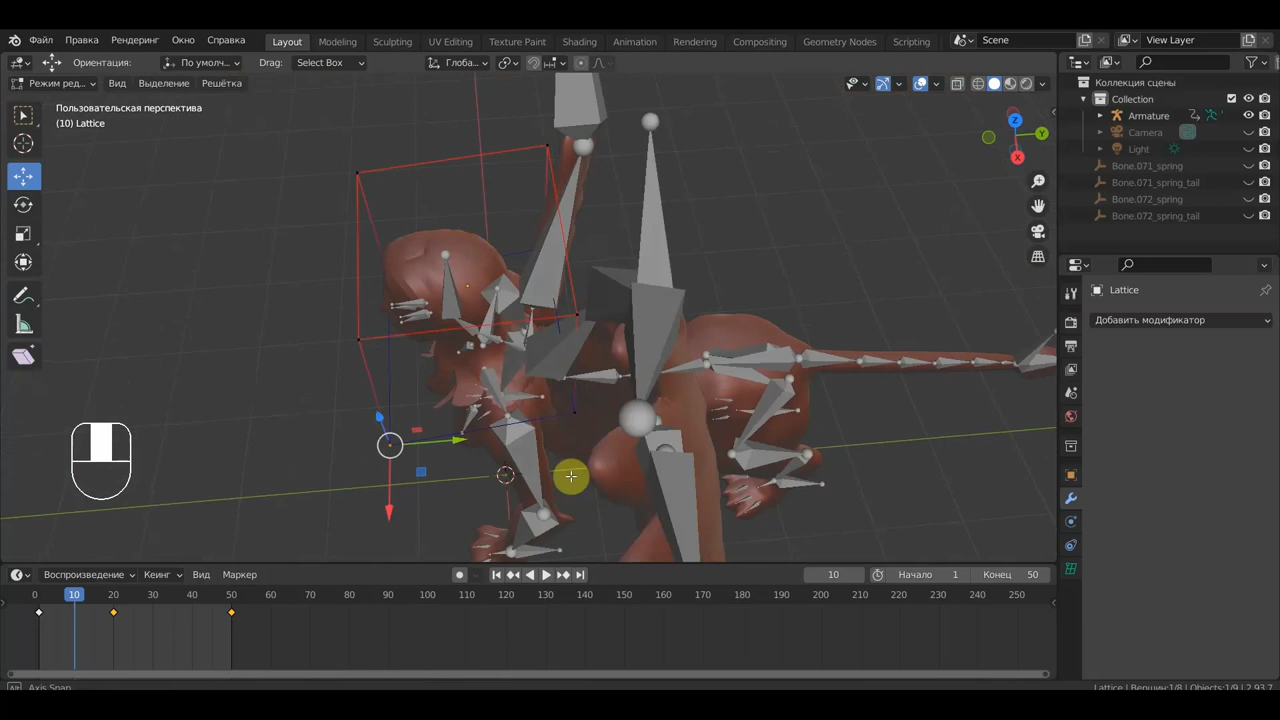 Файл Правка Рендеринг Окно Справка Layout Modeling Sculpting UV Editing Texture Paint Shading Animation Rendering Compositing Geometry Nodes Scripting Scene View Layer
Ориентация: По умолч... Drag: Select Box Глоба...
Режим ред... Вид Выделение Решётка
Пользовательская перспектива
(10) Lattice
Z
Y
X
Коллекция сцены
Collection
Armature
Camera
Light
Bone.071_spring
Bone.071_spring_tail
Bone.072_spring
Bone.072_spring_tail
Lattice
Добавить модификатор
Воспроизведение Кеинг Вид Маркер 10 Начало 1 Конец 50
0 10 20 30 40 50 60 70 80 90 100 110 120 130 140 150 160 170 180 190 200 210 220 230 240 250
Axis Snap Lattice | Вершин:1/8 | Objects:1/9 | 2.93.7